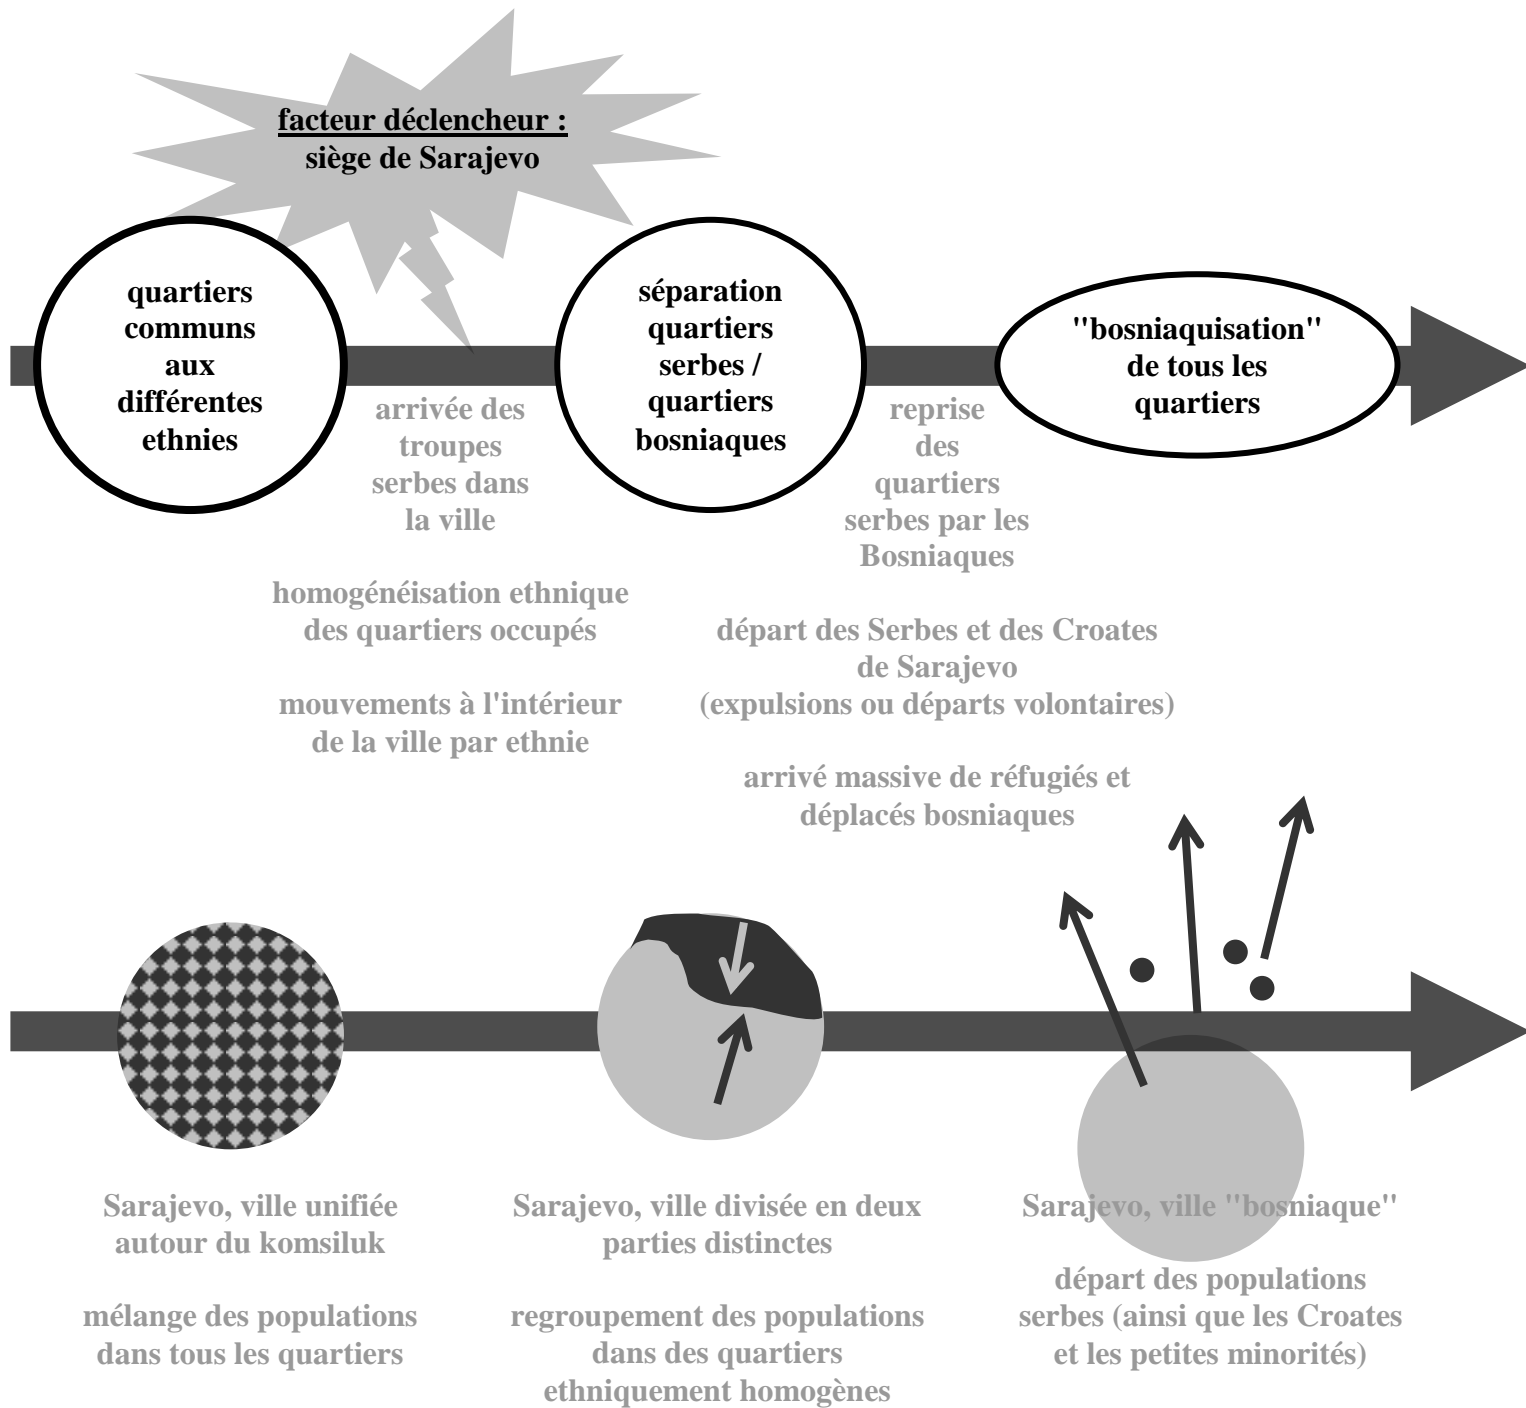 facteur déclencheur :
siège de Sarajevo
quartiers
communs
aux
différentes
ethnies
séparation
quartiers
serbes /
quartiers
bosniaques
"bosniaquisation"
de tous les
quartiers
arrivée des
troupes
serbes dans
la ville
homogénéisation ethnique
des quartiers occupés
mouvements à l'intérieur
de la ville par ethnie
reprise
des
quartiers
serbes par les
Bosniaques
départ des Serbes et des Croates
de Sarajevo
(expulsions ou départs volontaires)
arrivé massive de réfugiés et
déplacés bosniaques
Sarajevo, ville unifiée
autour du komsiluk
mélange des populations
dans tous les quartiers
Sarajevo, ville divisée en deux
parties distinctes
regroupement des populations
dans des quartiers
ethniquement homogènes
Sarajevo, ville "bosniaque"
départ des populations
serbes (ainsi que les Croates
et les petites minorités)